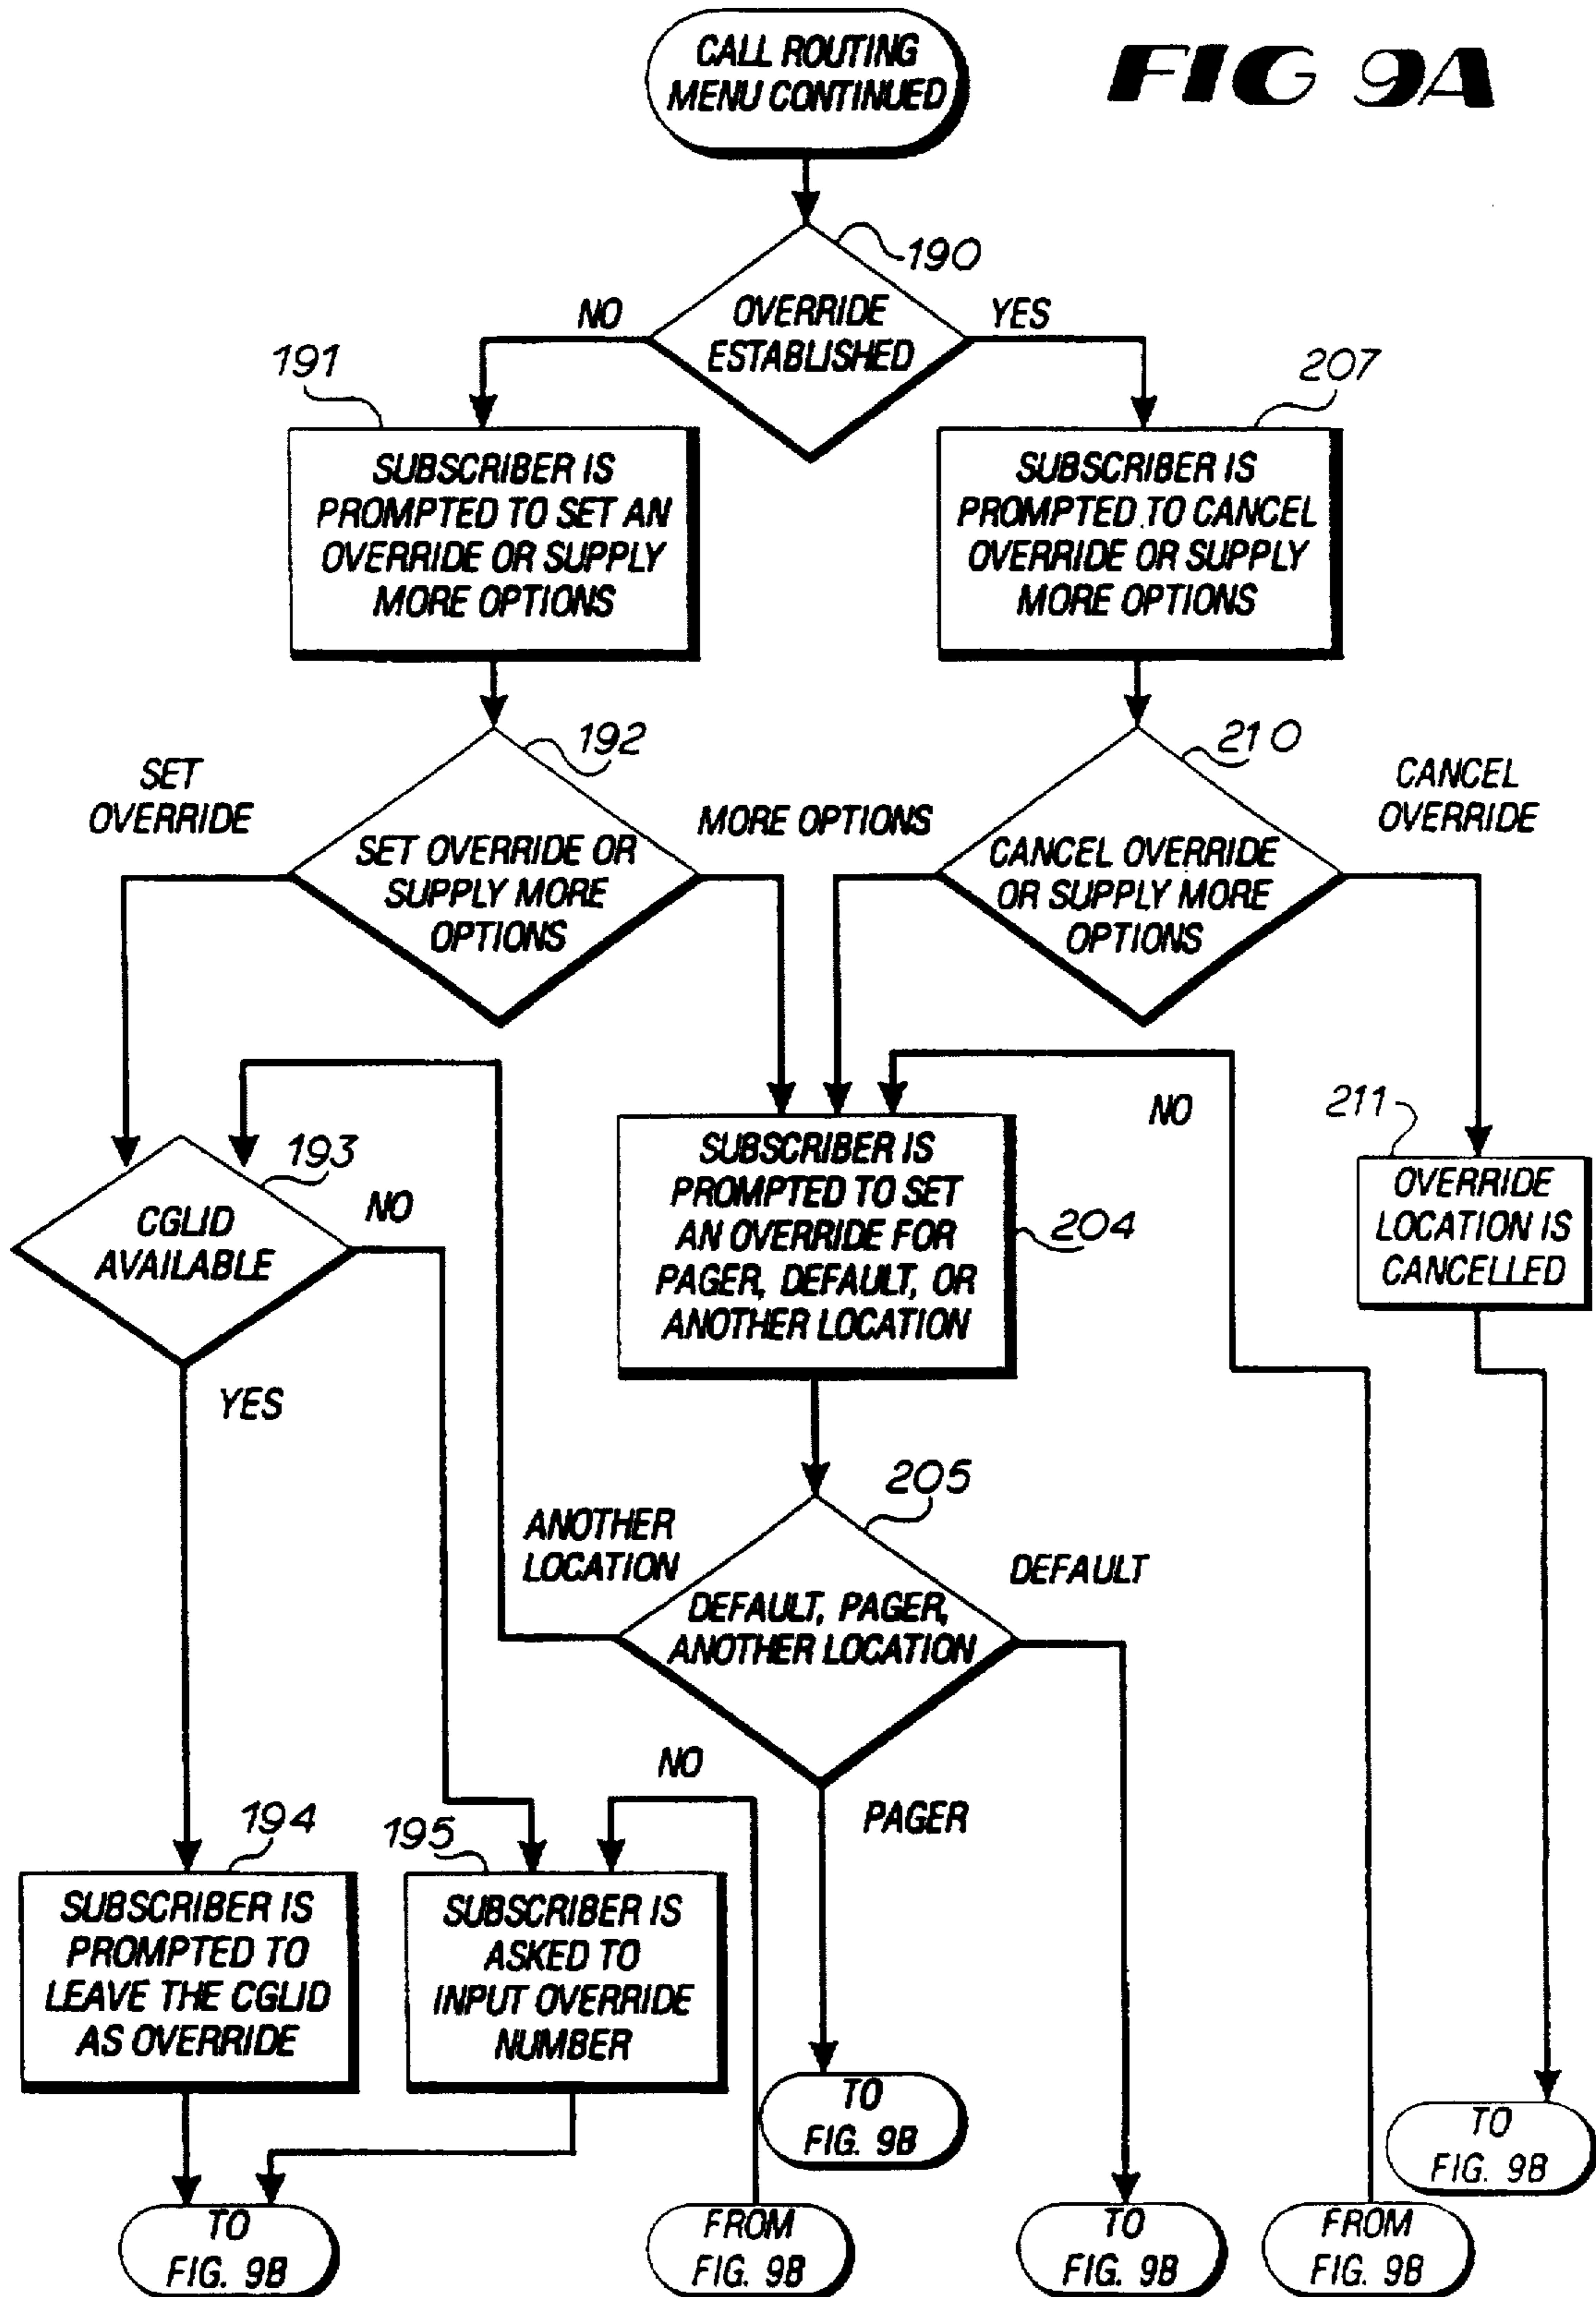 CALL ROUTING
MENU CONTINUED
FIG 9A
190
OVERRIDE
ESTABLISHED
NO
YES
191
SUBSCRIBER IS
PROMPTED TO SET AN
OVERRIDE OR SUPPLY
MORE OPTIONS
207
SUBSCRIBER IS
PROMPTED TO CANCEL
OVERRIDE OR SUPPLY
MORE OPTIONS
192
SET
OVERRIDE
SET OVERRIDE OR
SUPPLY MORE
OPTIONS
MORE OPTIONS
210
CANCEL OVERRIDE
OR SUPPLY MORE
OPTIONS
CANCEL
OVERRIDE
193
CGLID
AVAILABLE
NO
YES
SUBSCRIBER IS
PROMPTED TO SET
AN OVERRIDE FOR
PAGER, DEFAULT, OR
ANOTHER LOCATION
204
NO
211
OVERRIDE
LOCATION IS
CANCELLED
205
ANOTHER
LOCATION
DEFAULT, PAGER,
ANOTHER LOCATION
DEFAULT
PAGER
NO
194
SUBSCRIBER IS
PROMPTED TO
LEAVE THE CGLID
AS OVERRIDE
195
SUBSCRIBER IS
ASKED TO
INPUT OVERRIDE
NUMBER
TO
FIG. 9B
TO
FIG. 9B
TO
FIG. 9B
FROM
FIG. 9B
TO
FIG. 9B
FROM
FIG. 9B